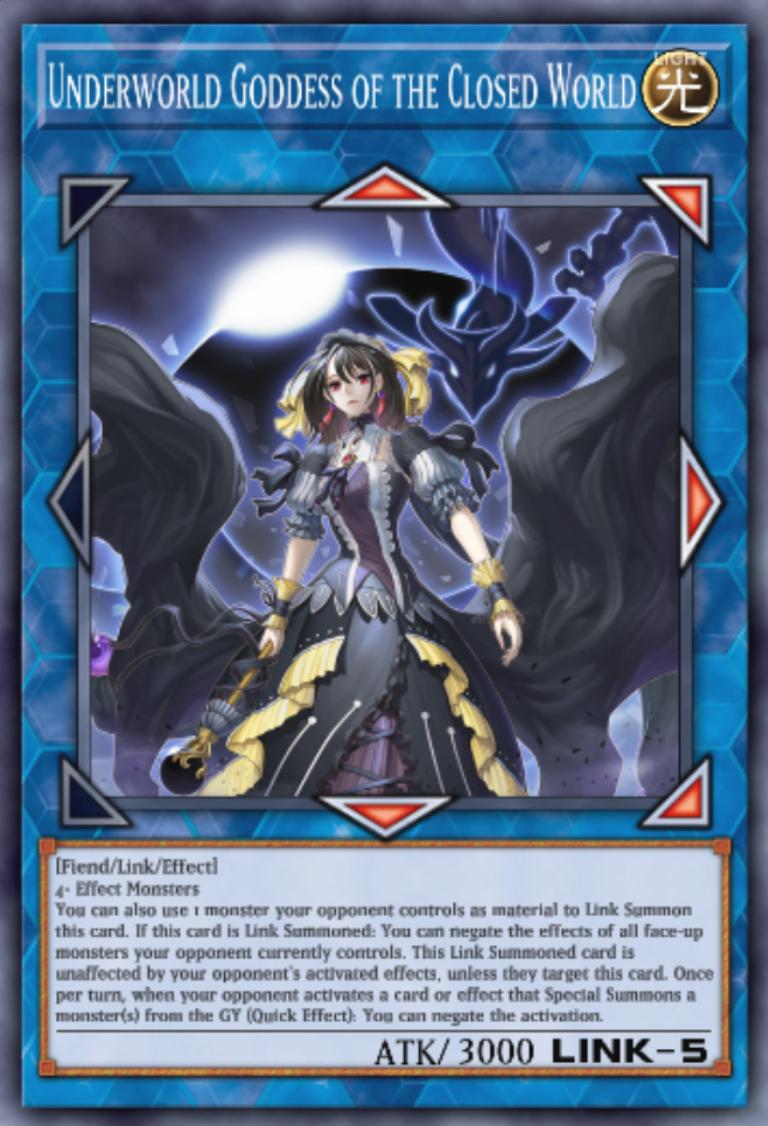 UNDERWORLD GODDESS OF THE CLOSED WORLD
LIGHT
光
[Fiend/Link/Effect]
4- Effect Monsters
You can also use 1 monster your opponent controls as material to Link Summon
this card. If this card is Link Summoned: You can negate the effects of all face-up
monsters your opponent currently controls. This Link Summoned card is
unaffected by your opponent's activated effects, unless they target this card. Once
per turn, when your opponent activates a card or effect that Special Summons a
monster(s) from the GY (Quick Effect): You can negate the activation.
ATK/ 3000 LINK-5